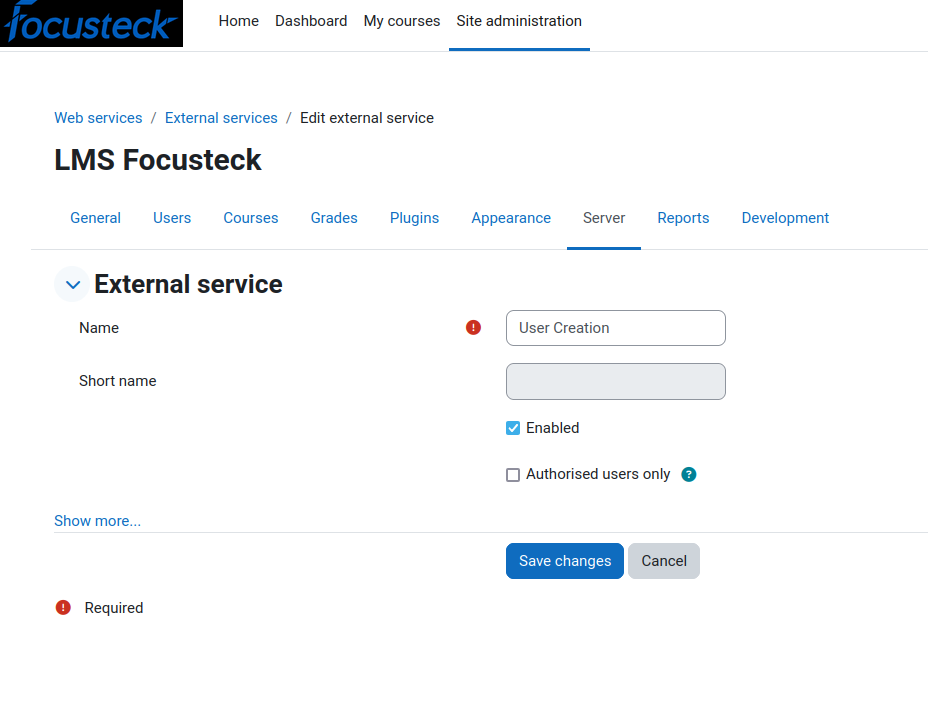 focusteck
Home Dashboard My courses Site administration
Web services / External services / Edit external service
LMS Focusteck
General Users Courses Grades Plugins Appearance Server Reports Development
External service
Name ! User Creation
Short name
Enabled
Authorised users only ?
Show more...
Save changes Cancel
! Required